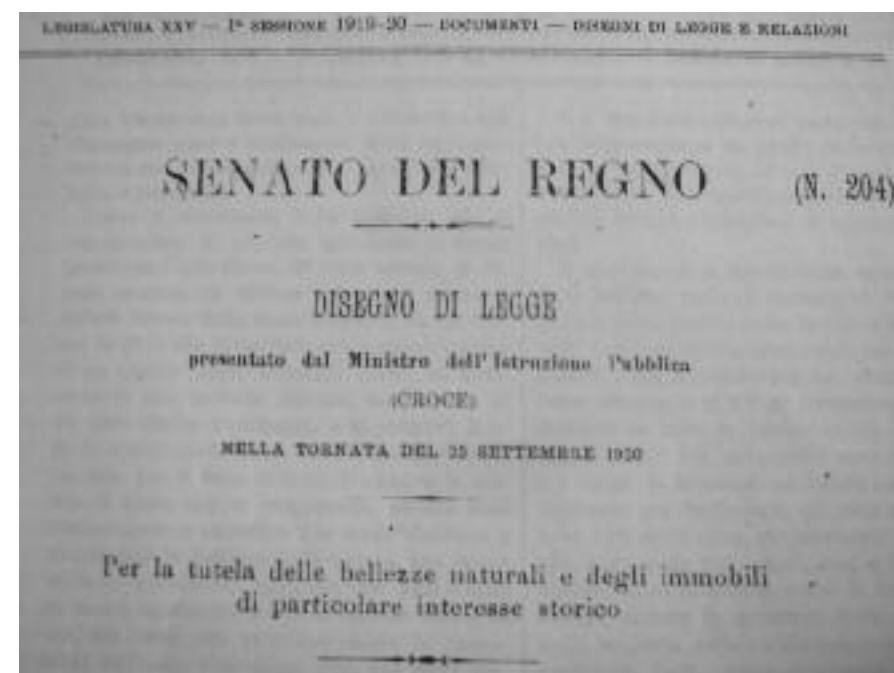 LEGISLATURA XXV — 1ª SESSIONE 1919-20 — DOCUMENTI — DISEGNI DI LEGGE E RELAZIONI
SENATO DEL REGNO (N. 204)
DISEGNO DI LEGGE
presentato dal Ministro dell'Istruzione Pubblica
(CROCE)
NELLA TORNATA DEL SETTEMBRE 1920
Per la tutela delle bellezze naturali e degli immobili
di particolare interesse storico